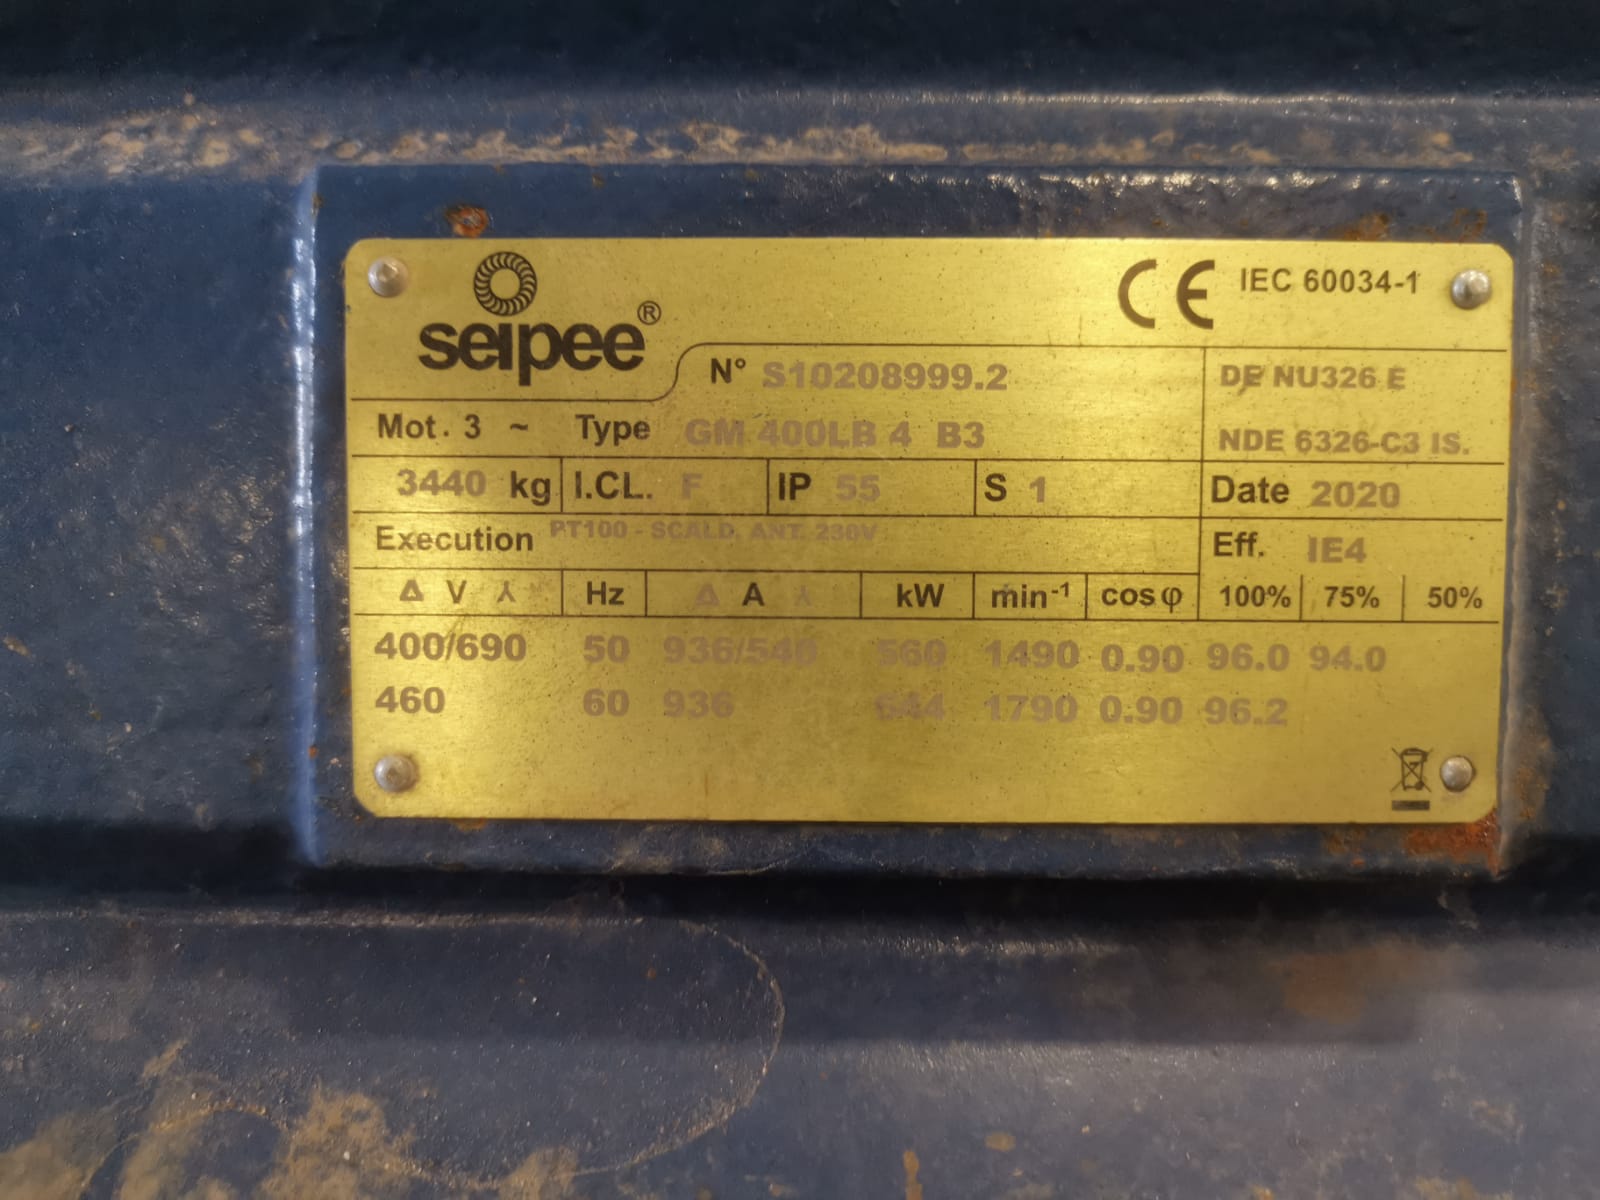 seipee®
CE IEC 60034-1
N° S10208999.2
DE NU326 E
Mot. 3 ~ Type GM 400LB 4 B3
NDE 6326-C3 IS.
3440 kg I.CL. F IP 55 S 1 Date 2020
Execution PT100 - SCALD. ANT. 230V
Eff. IE4
Δ V ⅄ Hz Δ A ⅄ kW min-1 cos φ 100% 75% 50%
400/690 50 936/540 560 1490 0.90 96.0 94.0
460 60 936 644 1790 0.90 96.2